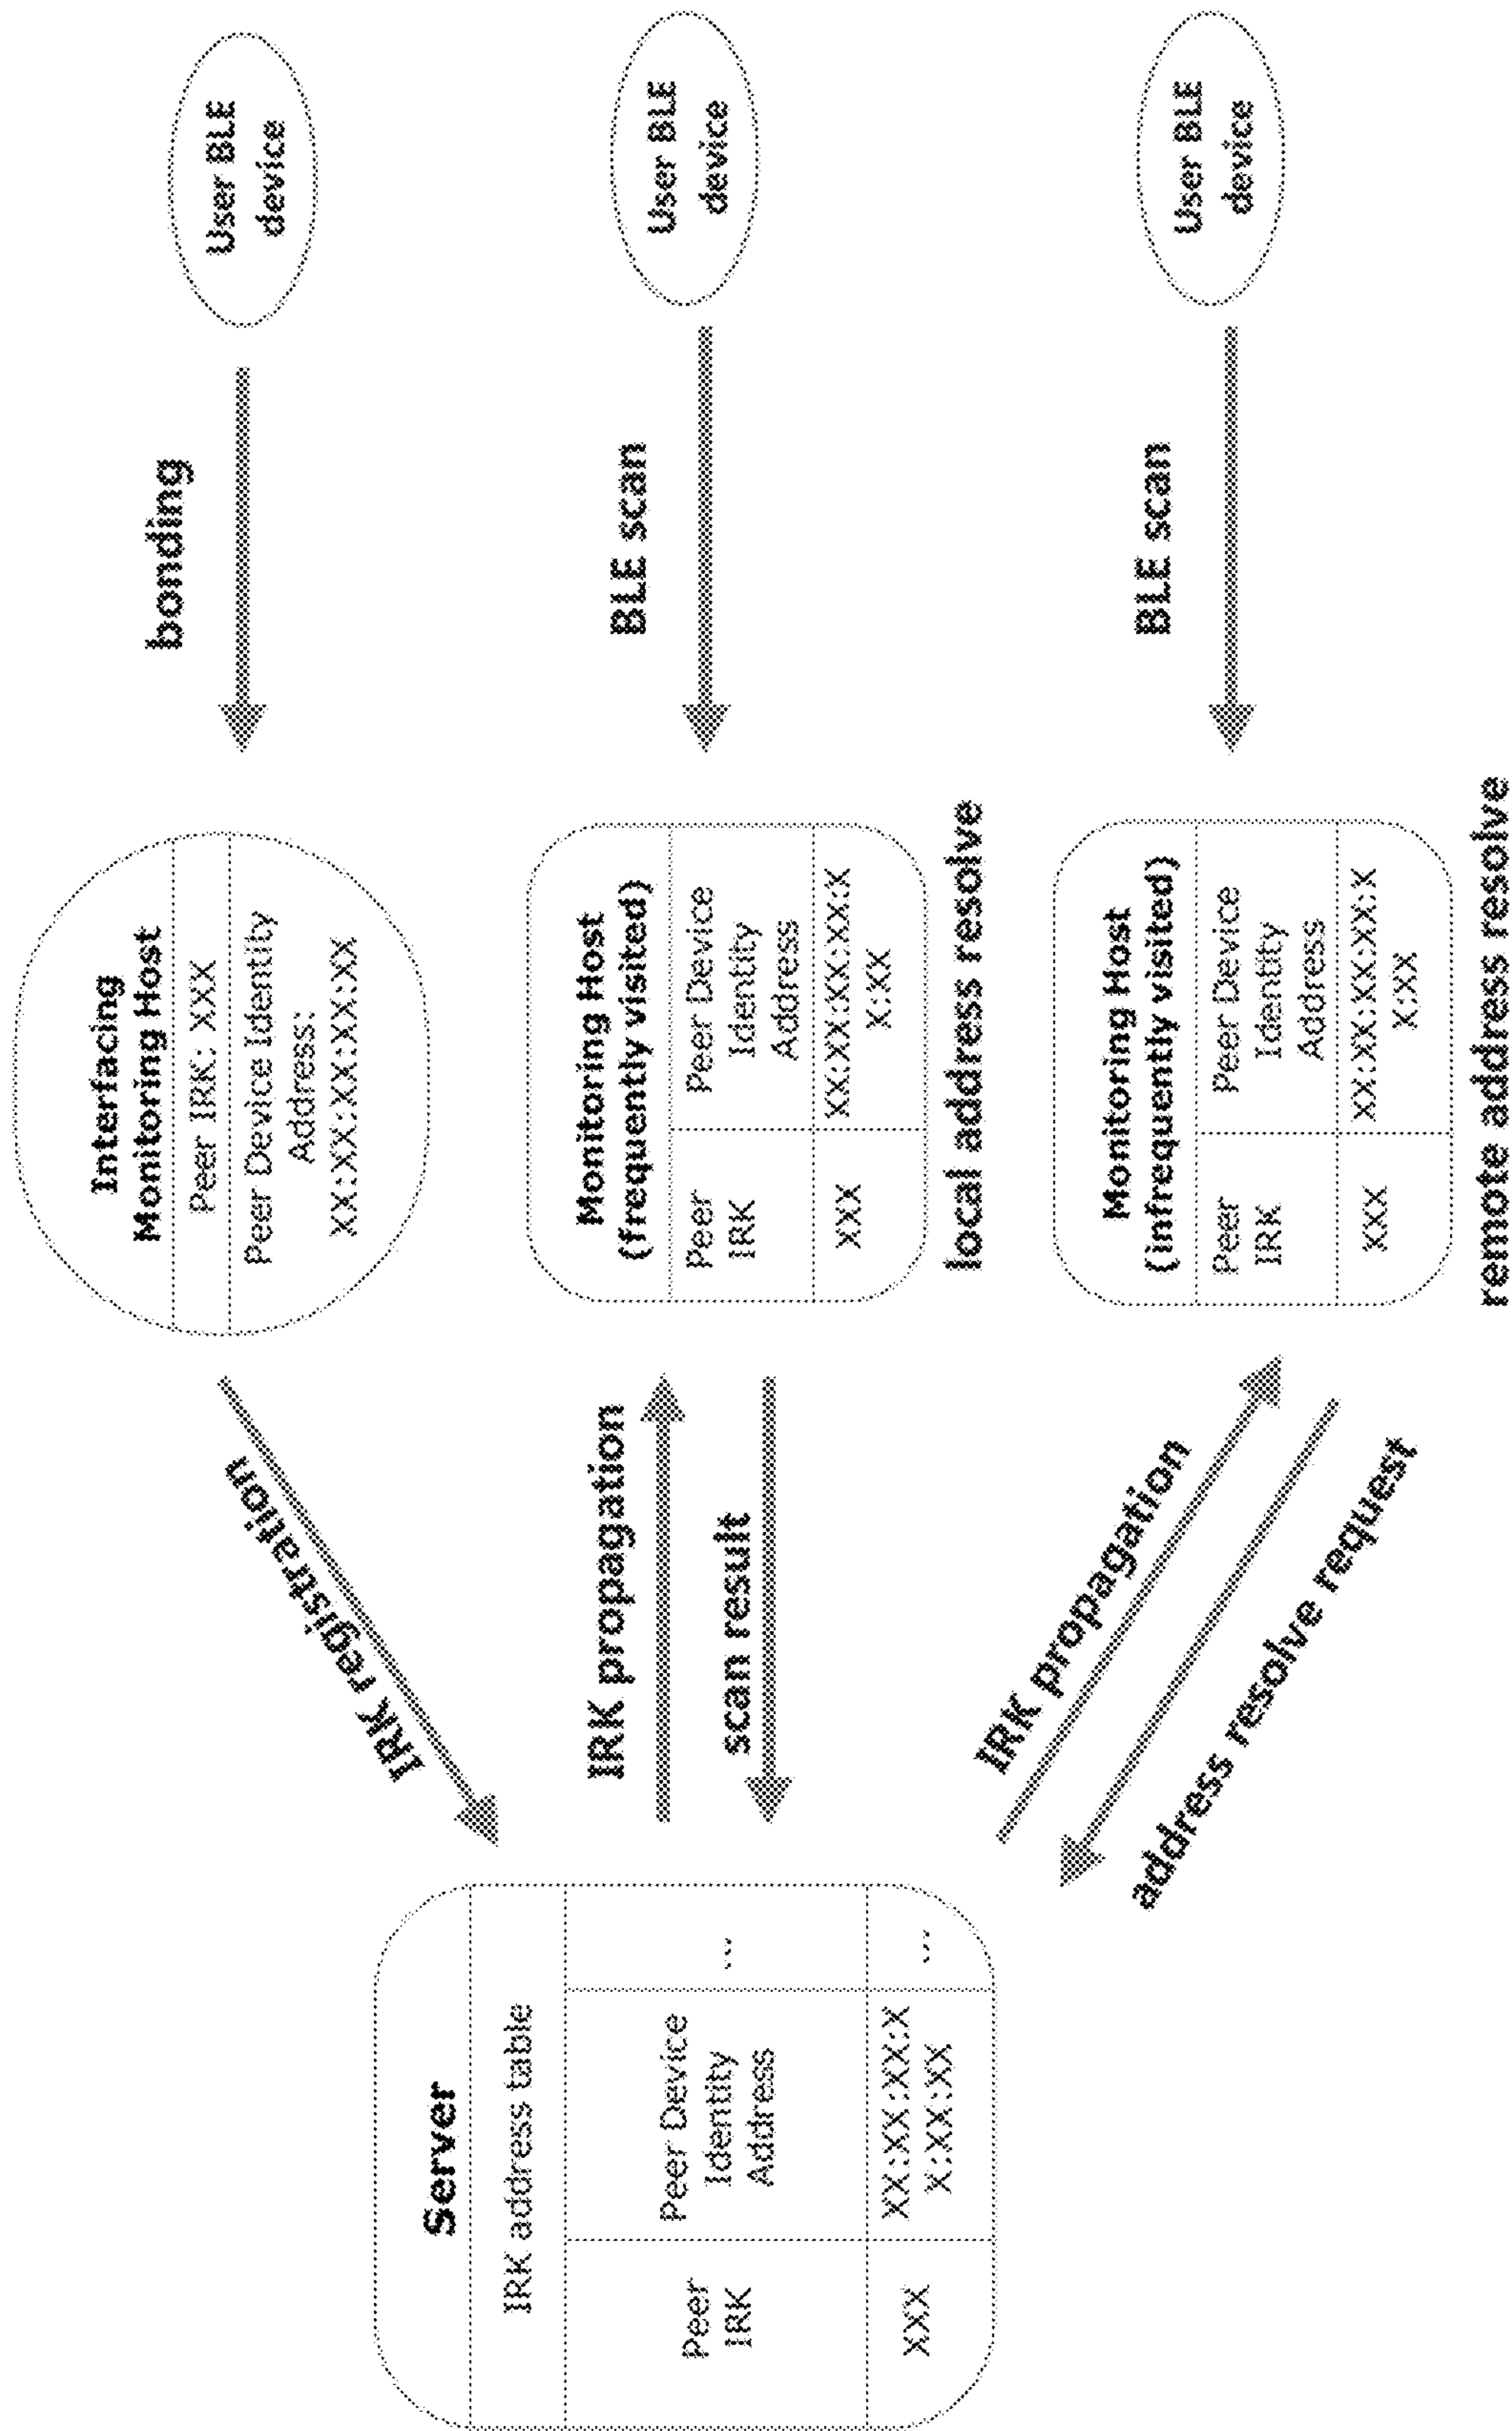 Server
IRK address table
Peer
IRK
Peer Device
Identity
Address
...
XXX
XX:XX:XX:XX:X
X:XX:XX
...
IRK registration
IRK propagation
scan result
IRK propagation
address resolve request
Interfacing
Monitoring Host
Peer IRK: XXX
Peer Device Identity
Address:
XX:XX:XX:XX:XX
Monitoring Host
(frequently visited)
Peer
IRK
Peer Device
Identity
Address
XXX
XX:XX:XX:XX:X
X:XX
local address resolve
Monitoring Host
(infrequently visited)
Peer
IRK
Peer Device
Identity
Address
XXX
XX:XX:XX:XX:X
X:XX
remote address resolve
bonding
BLE scan
BLE scan
User BLE
device
User BLE
device
User BLE
device